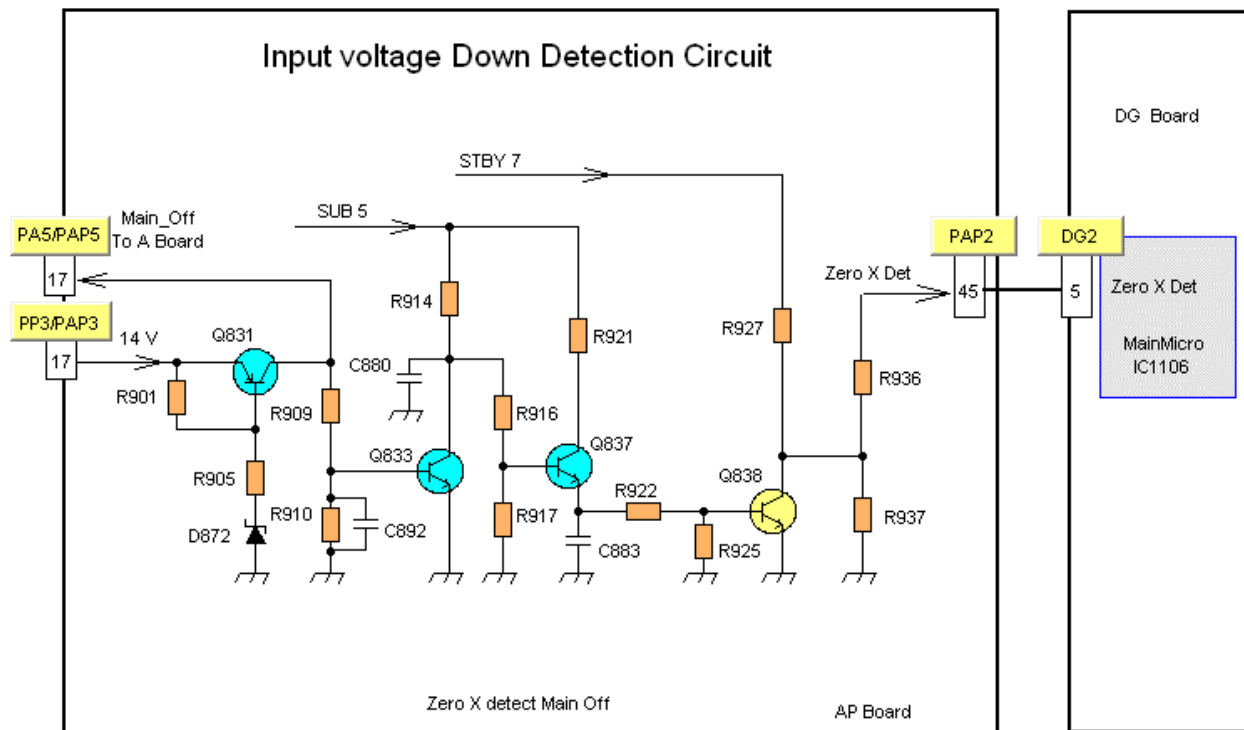 Input voltage Down Detection Circuit
DG Board
STBY 7
SUB 5
PA5/PAP5
Main_Off
To A Board
17
PP3/PAP3
17
14 V
Q831
R901
R905
D872
R909
R910
C892
R914
C880
Q833
R916
R917
R921
Q837
C883
R922
R925
R927
Q838
Zero X Det
R936
R937
PAP2
45
DG2
5
Zero X Det
MainMicro
IC1106
Zero X detect Main Off
AP Board